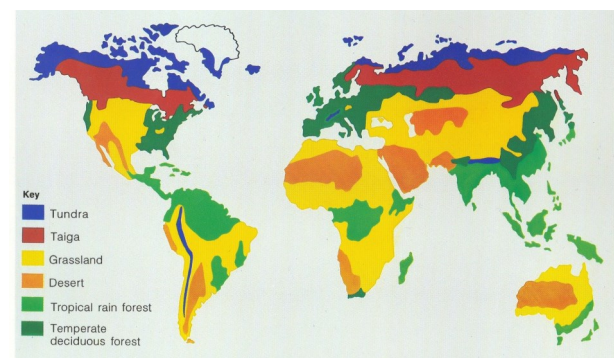 Key
Tundra
Taiga
Grassland
Desert
Tropical rain forest
Temperate
deciduous forest